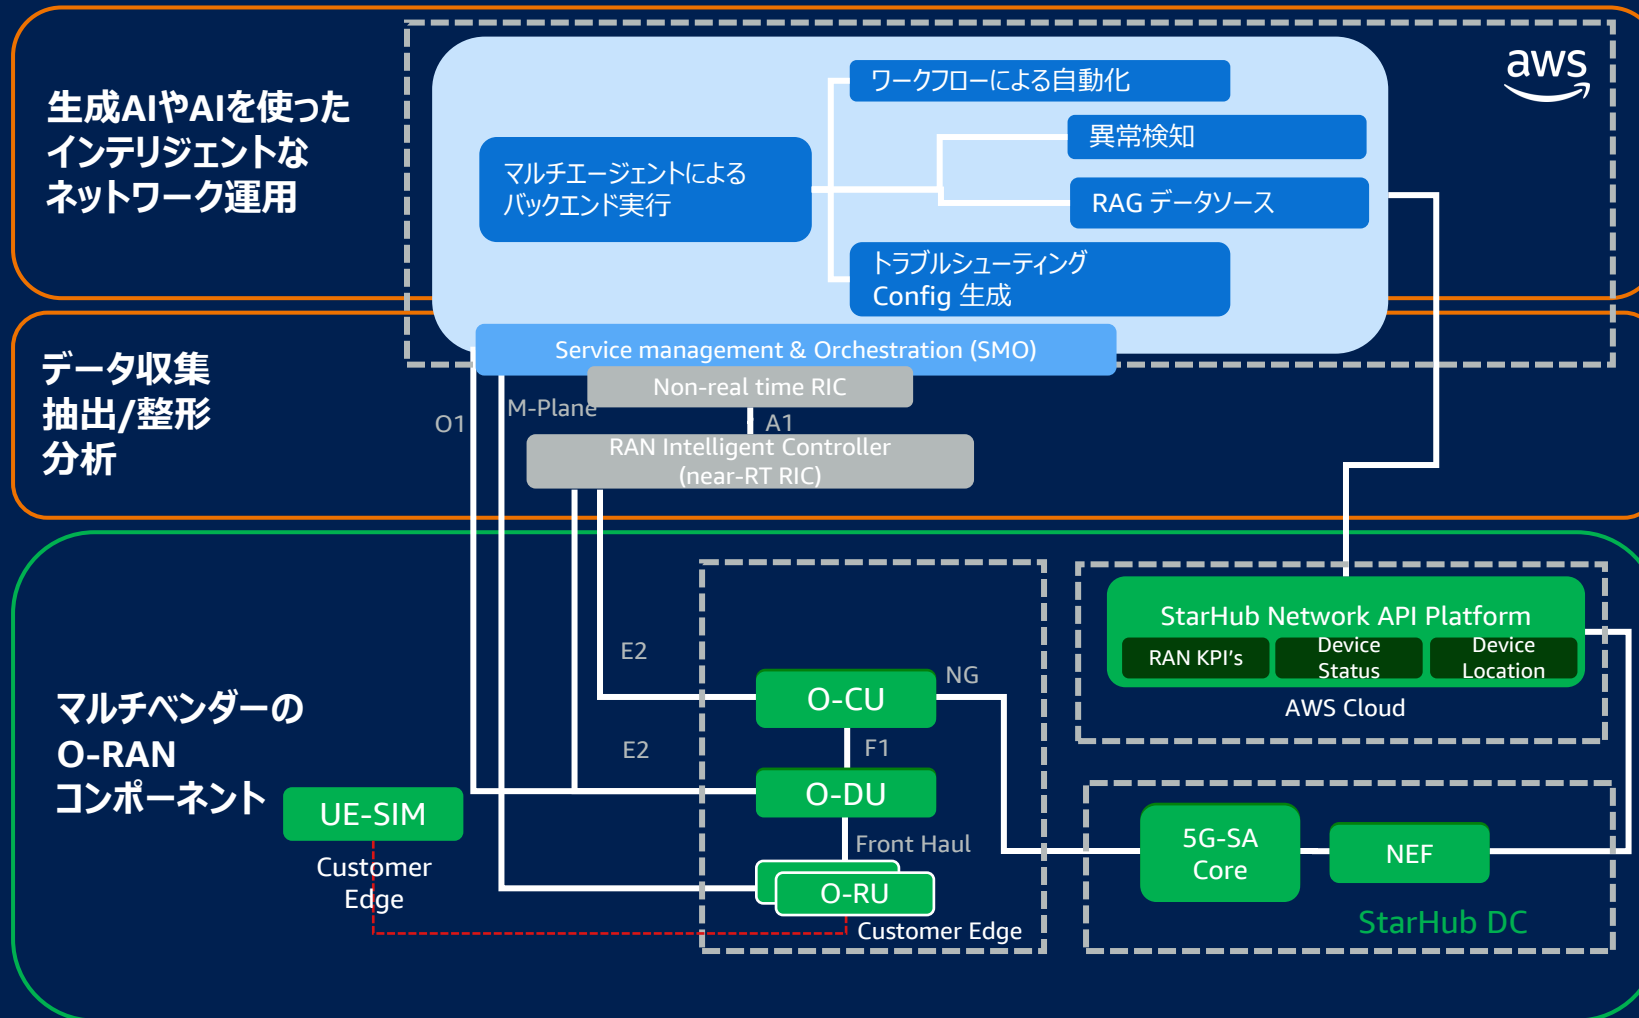 aws
生成AIやAIを使った
インテリジェントな
ネットワーク運用
ワークフローによる自動化
異常検知
マルチエージェントによる
バックエンド実行
RAG データソース
トラブルシューティング
Config 生成
データ収集
抽出/整形
分析
Service management & Orchestration (SMO)
Non-real time RIC
M-Plane
O1
A1
RAN Intelligent Controller
(near-RT RIC)
マルチベンダーの
O-RAN
コンポーネント
E2
E2
NG
O-CU
F1
O-DU
Front Haul
O-RU
Customer Edge
UE-SIM
Customer
Edge
StarHub Network API Platform
RAN KPI's
Device
Status
Device
Location
AWS Cloud
5G-SA
Core
NEF
StarHub DC